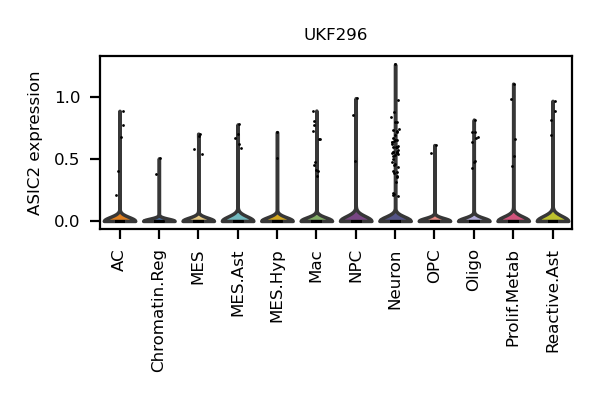 UKF296
ASIC2 expression
1.0
0.5
0.0
AC
Chromatin.Reg
MES
MES.Ast
MES.Hyp
Mac
NPC
Neuron
OPC
Oligo
Prolif.Metab
Reactive.Ast